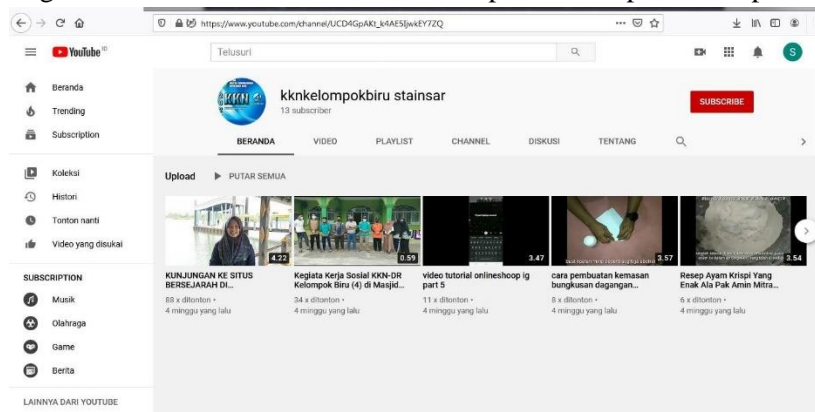 https://www.youtube.com/channel/UCD4GpAKt_k4AE5IjwkEY7ZQ
YouTube ID
Telusuri
S
Beranda
Trending
Subscription
Koleksi
Histori
Tonton nanti
Video yang disukai
SUBSCRIPTION
Musik
Olahraga
Game
Berita
LAINNYA DARI YOUTUBE
KKN
kknkelompokbiru stainsar
13 subscriber
SUBSCRIBE
BERANDA VIDEO PLAYLIST CHANNEL DISKUSI TENTANG
Upload PUTAR SEMUA
4.22
KUNJUNGAN KE SITUS
BERSEJARAH DI...
88 x ditonton •
4 minggu yang lalu
0.59
Kegiata Kerja Sosial KKN-DR
Kelompok Biru (4) di Masjid...
34 x ditonton •
4 minggu yang lalu
3.47
video tutorial onlineshoop ig
part 5
11 x ditonton •
4 minggu yang lalu
3.57
cara pembuatan kemasan
bungkusan dagangan...
8 x ditonton •
4 minggu yang lalu
3.54
Resep Ayam Krispi Yang
Enak Ala Pak Amin Mitra...
6 x ditonton •
4 minggu yang lalu